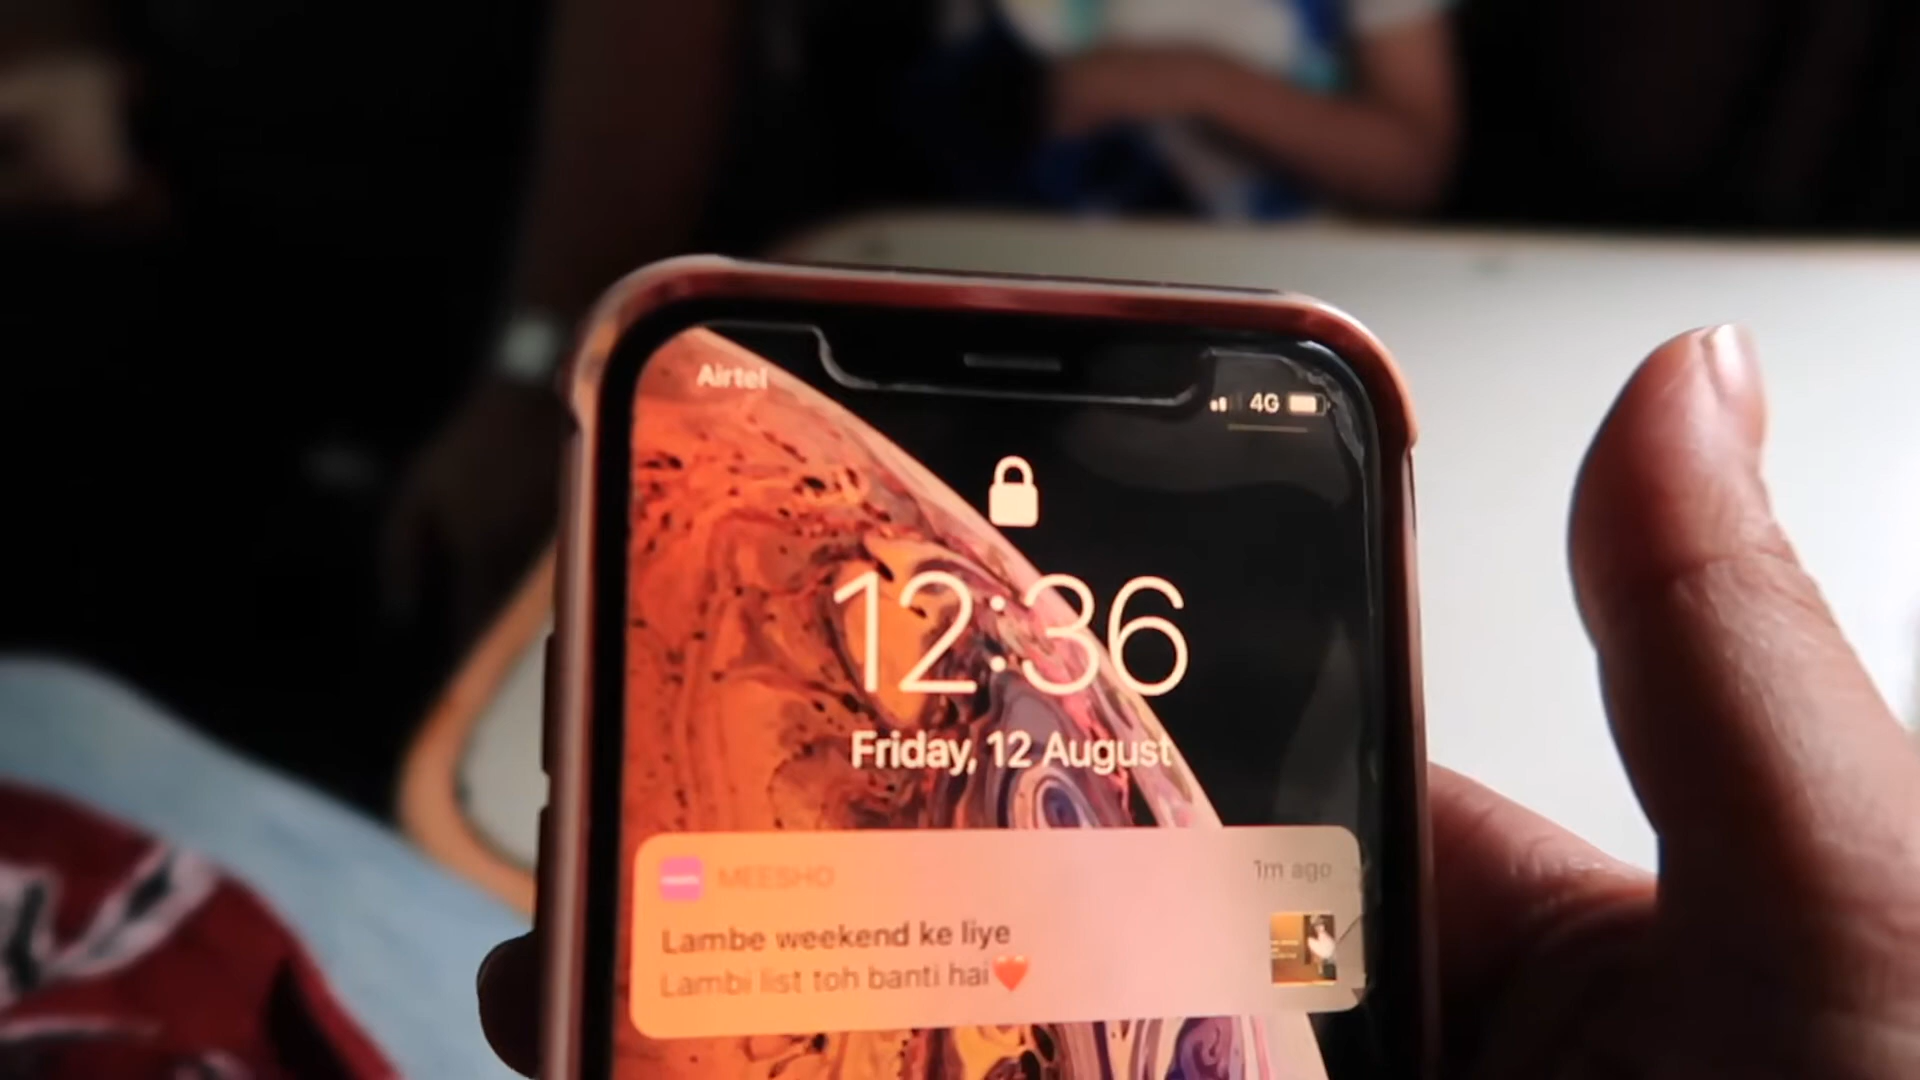 Airtel
4G
12:36
Friday, 12 August
MEESHO
1m ago
Lambe weekend ke liye
Lambi list toh banti hai❤️